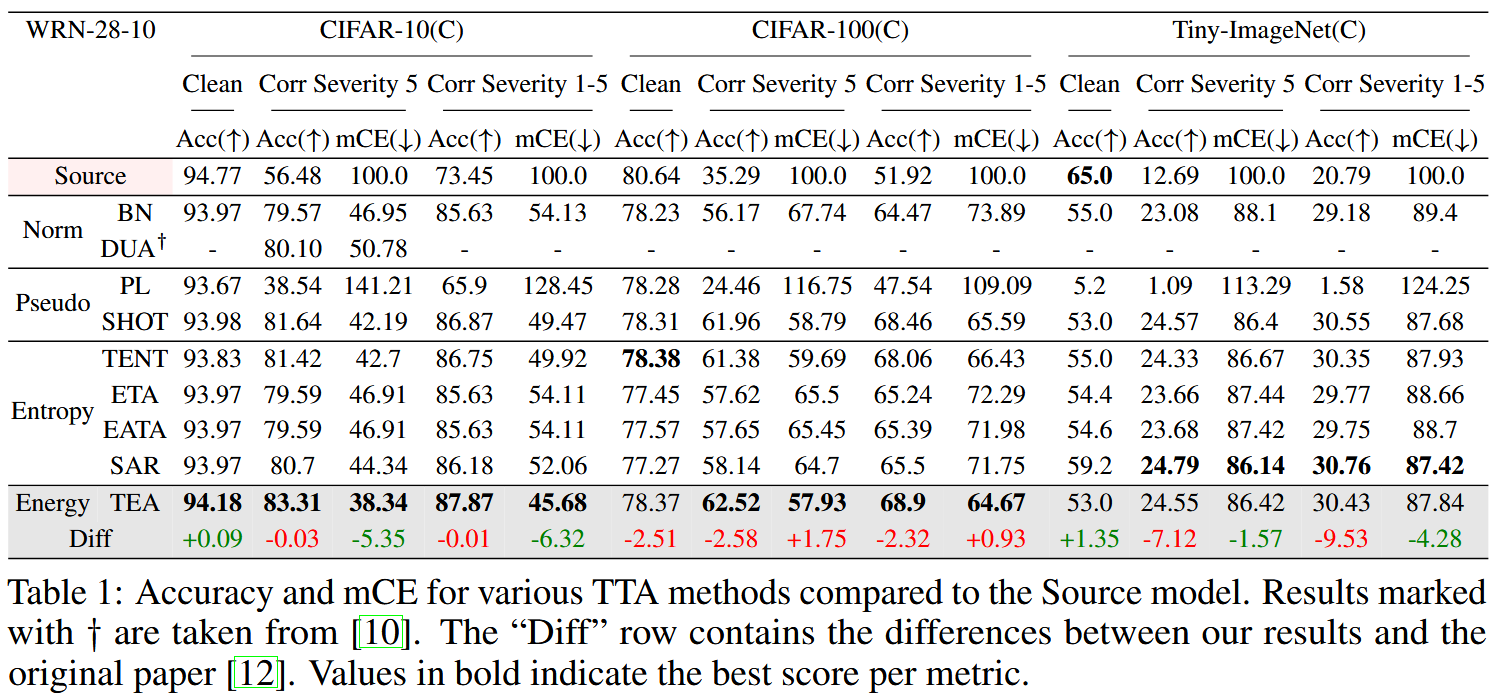 WRN-28-10 CIFAR-10(C) CIFAR-100(C) Tiny-ImageNet(C)
Clean Corr Severity 5 Corr Severity 1-5 Clean Corr Severity 5 Corr Severity 1-5 Clean Corr Severity 5 Corr Severity 1-5
Acc(↑) Acc(↑) mCE(↓) Acc(↑) mCE(↓) Acc(↑) Acc(↑) mCE(↓) Acc(↑) mCE(↓) Acc(↑) Acc(↑) mCE(↓) Acc(↑) mCE(↓)
Source 94.77 56.48 100.0 73.45 100.0 80.64 35.29 100.0 51.92 100.0 65.0 12.69 100.0 20.79 100.0
Norm BN 93.97 79.57 46.95 85.63 54.13 78.23 56.17 67.74 64.47 73.89 55.0 23.08 88.1 29.18 89.4
DUA† - 80.10 50.78 - - - - - - - - - - - -
Pseudo PL 93.67 38.54 141.21 65.9 128.45 78.28 24.46 116.75 47.54 109.09 5.2 1.09 113.29 1.58 124.25
SHOT 93.98 81.64 42.19 86.87 49.47 78.31 61.96 58.79 68.46 65.59 53.0 24.57 86.4 30.55 87.68
Entropy TENT 93.83 81.42 42.7 86.75 49.92 78.38 61.38 59.69 68.06 66.43 55.0 24.33 86.67 30.35 87.93
ETA 93.97 79.59 46.91 85.63 54.11 77.45 57.62 65.5 65.24 72.29 54.4 23.66 87.44 29.77 88.66
EATA 93.97 79.59 46.91 85.63 54.11 77.57 57.65 65.45 65.39 71.98 54.6 23.68 87.42 29.75 88.7
SAR 93.97 80.7 44.34 86.18 52.06 77.27 58.14 64.7 65.5 71.75 59.2 24.79 86.14 30.76 87.42
Energy TEA 94.18 83.31 38.34 87.87 45.68 78.37 62.52 57.93 68.9 64.67 53.0 24.55 86.42 30.43 87.84
Diff +0.09 -0.03 -5.35 -0.01 -6.32 -2.51 -2.58 +1.75 -2.32 +0.93 +1.35 -7.12 -1.57 -9.53 -4.28
Table 1: Accuracy and mCE for various TTA methods compared to the Source model. Results marked
with † are taken from [10]. The “Diff” row contains the differences between our results and the
original paper [12]. Values in bold indicate the best score per metric.